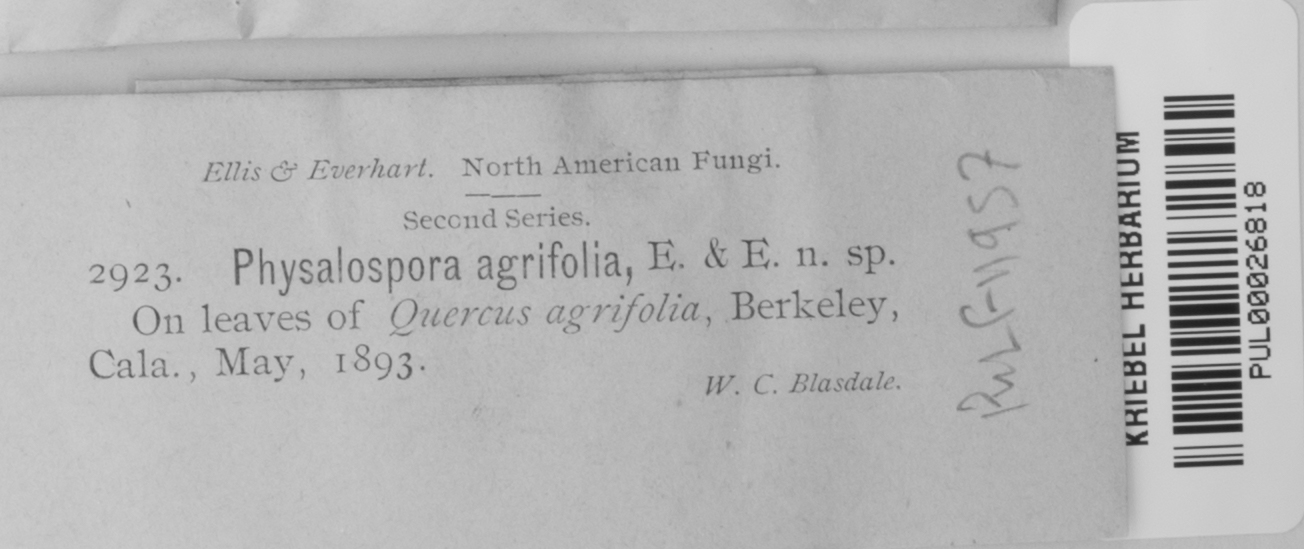 Ellis & Everhart. North American Fungi.
Second Series.
2923. Physalospora agrifolia, E. & E. n. sp.
On leaves of Quercus agrifolia, Berkeley,
Cala., May, 1893.
W. C. Blasdale.
PUL F11957
KRIEBEL HERBARIUM
PUL00026818